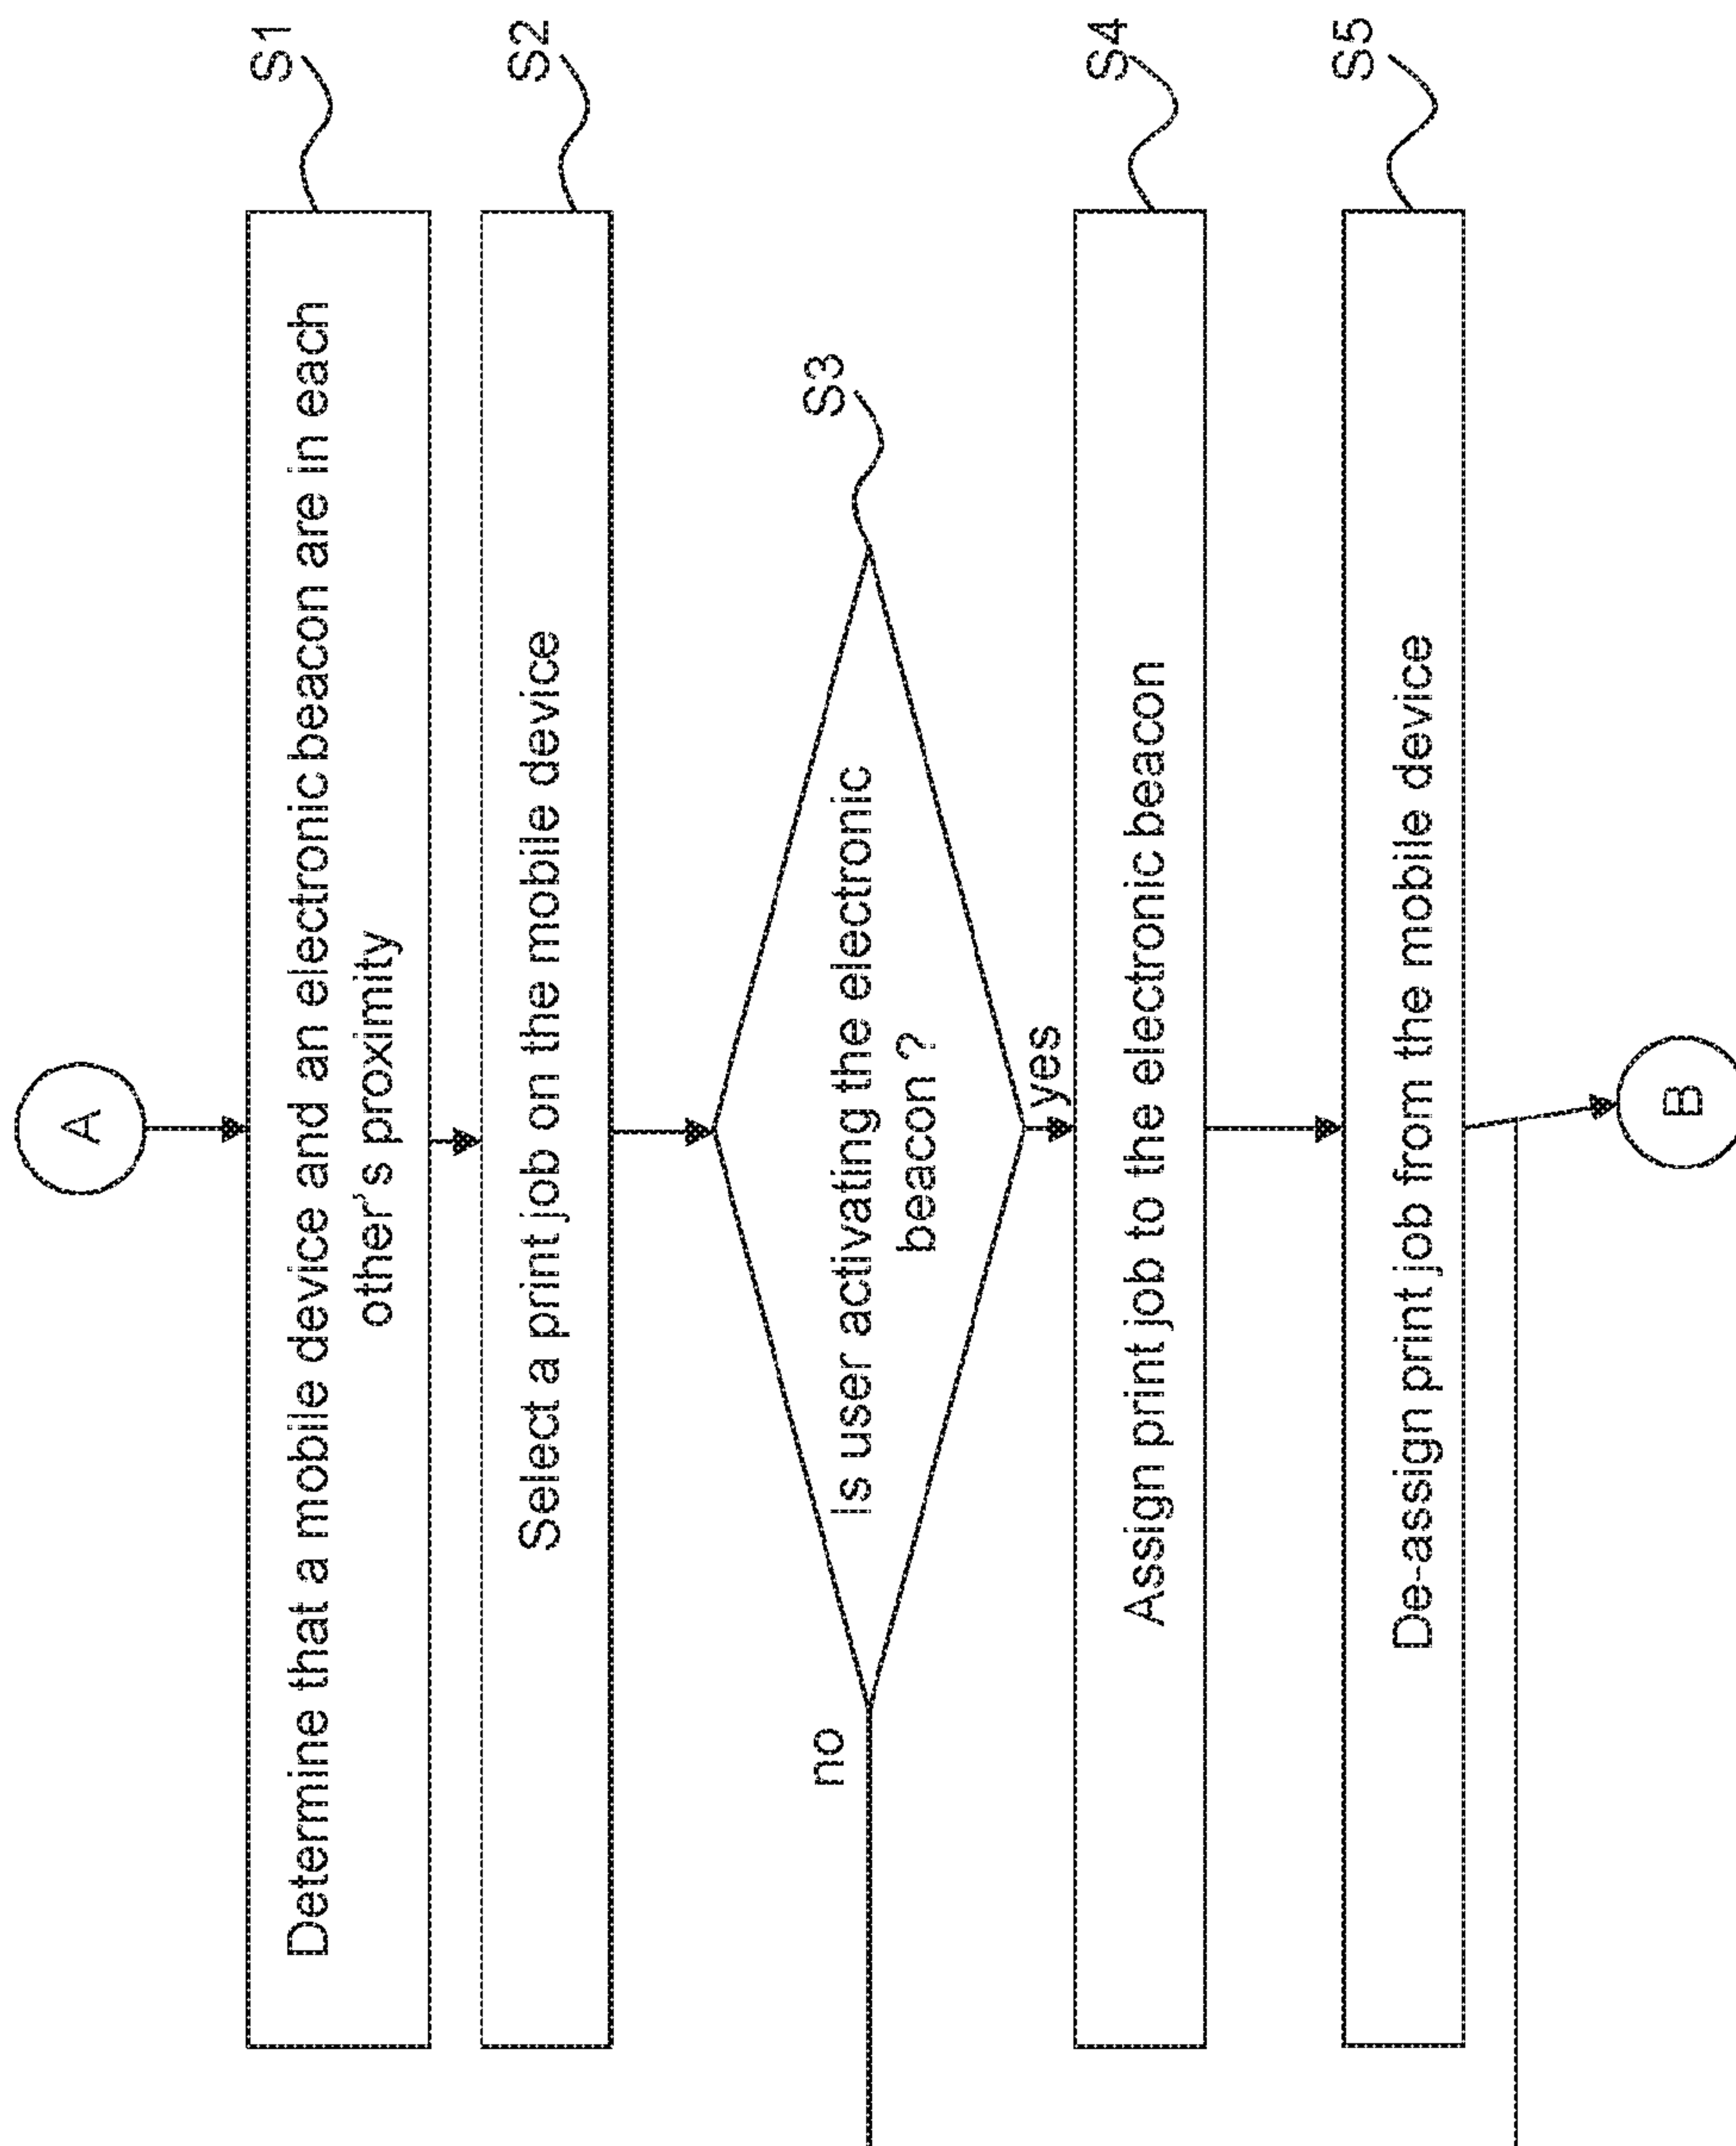 A
S1
Determine that a mobile device and an electronic beacon are in each
other's proximity
S2
Select a print job on the mobile device
S3
Is user activating the electronic
beacon ?
no
yes
S4
Assign print job to the electronic beacon
S5
De-assign print job from the mobile device
B